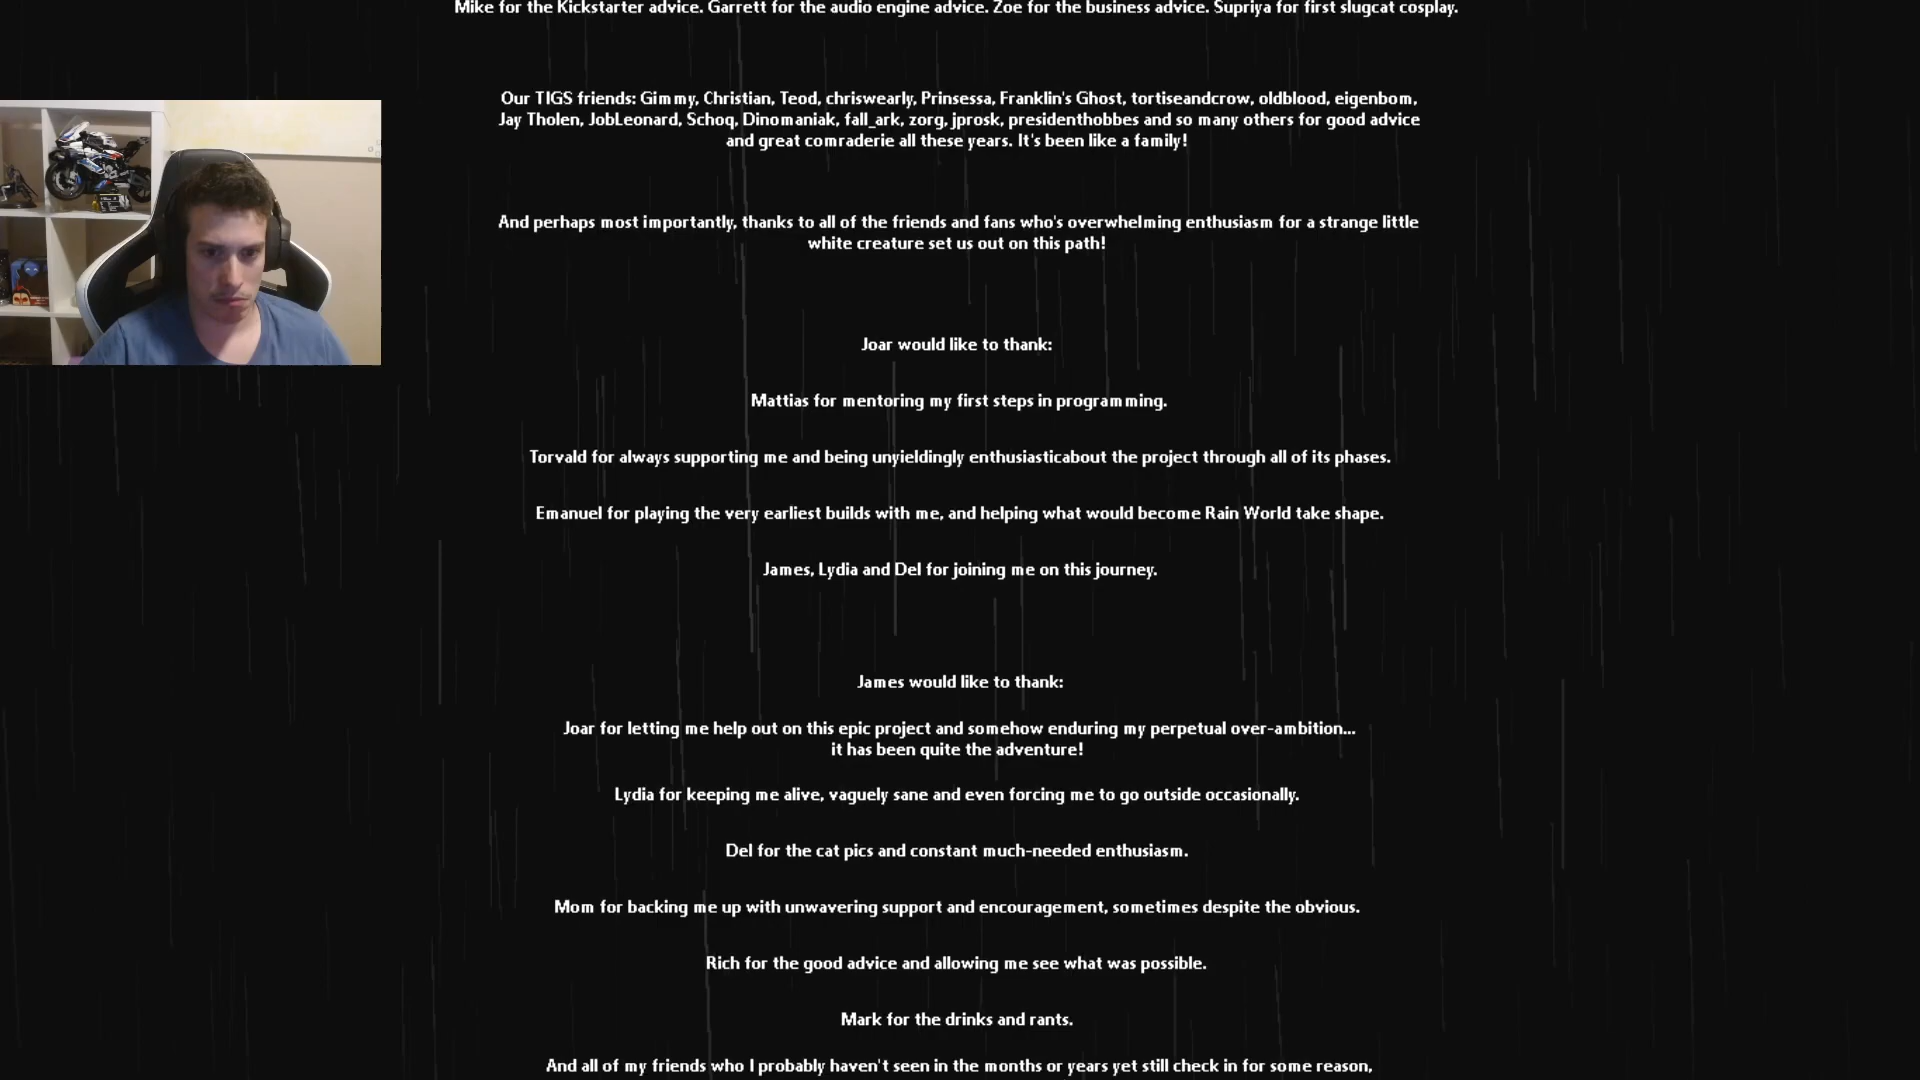 Mike for the Kickstarter advice. Garrett for the audio engine advice. Zoe for the business advice. Supriya for first slugcat cosplay.
Our TIGS friends: Gimmy, Christian, Teod, chriswearly, Prinsessa, Franklin's Ghost, tortiseandcrow, oldblood, eigenbom,
Jay Tholen, JobLeonard, Schoq, Dinomaniak, fall_ark, zorg, jprosk, presidenthobbes and so many others for good advice
and great comraderie all these years. It's been like a family!
And perhaps most importantly, thanks to all of the friends and fans who's overwhelming enthusiasm for a strange little
white creature set us out on this path!
Joar would like to thank:
Mattias for mentoring my first steps in programming.
Torvald for always supporting me and being unyieldingly enthusiasticabout the project through all of its phases.
Emanuel for playing the very earliest builds with me, and helping what would become Rain World take shape.
James, Lydia and Del for joining me on this journey.
James would like to thank:
Joar for letting me help out on this epic project and somehow enduring my perpetual over-ambition...
it has been quite the adventure!
Lydia for keeping me alive, vaguely sane and even forcing me to go outside occasionally.
Del for the cat pics and constant much-needed enthusiasm.
Mom for backing me up with unwavering support and encouragement, sometimes despite the obvious.
Rich for the good advice and allowing me see what was possible.
Mark for the drinks and rants.
And all of my friends who I probably haven't seen in the months or years yet still check in for some reason,